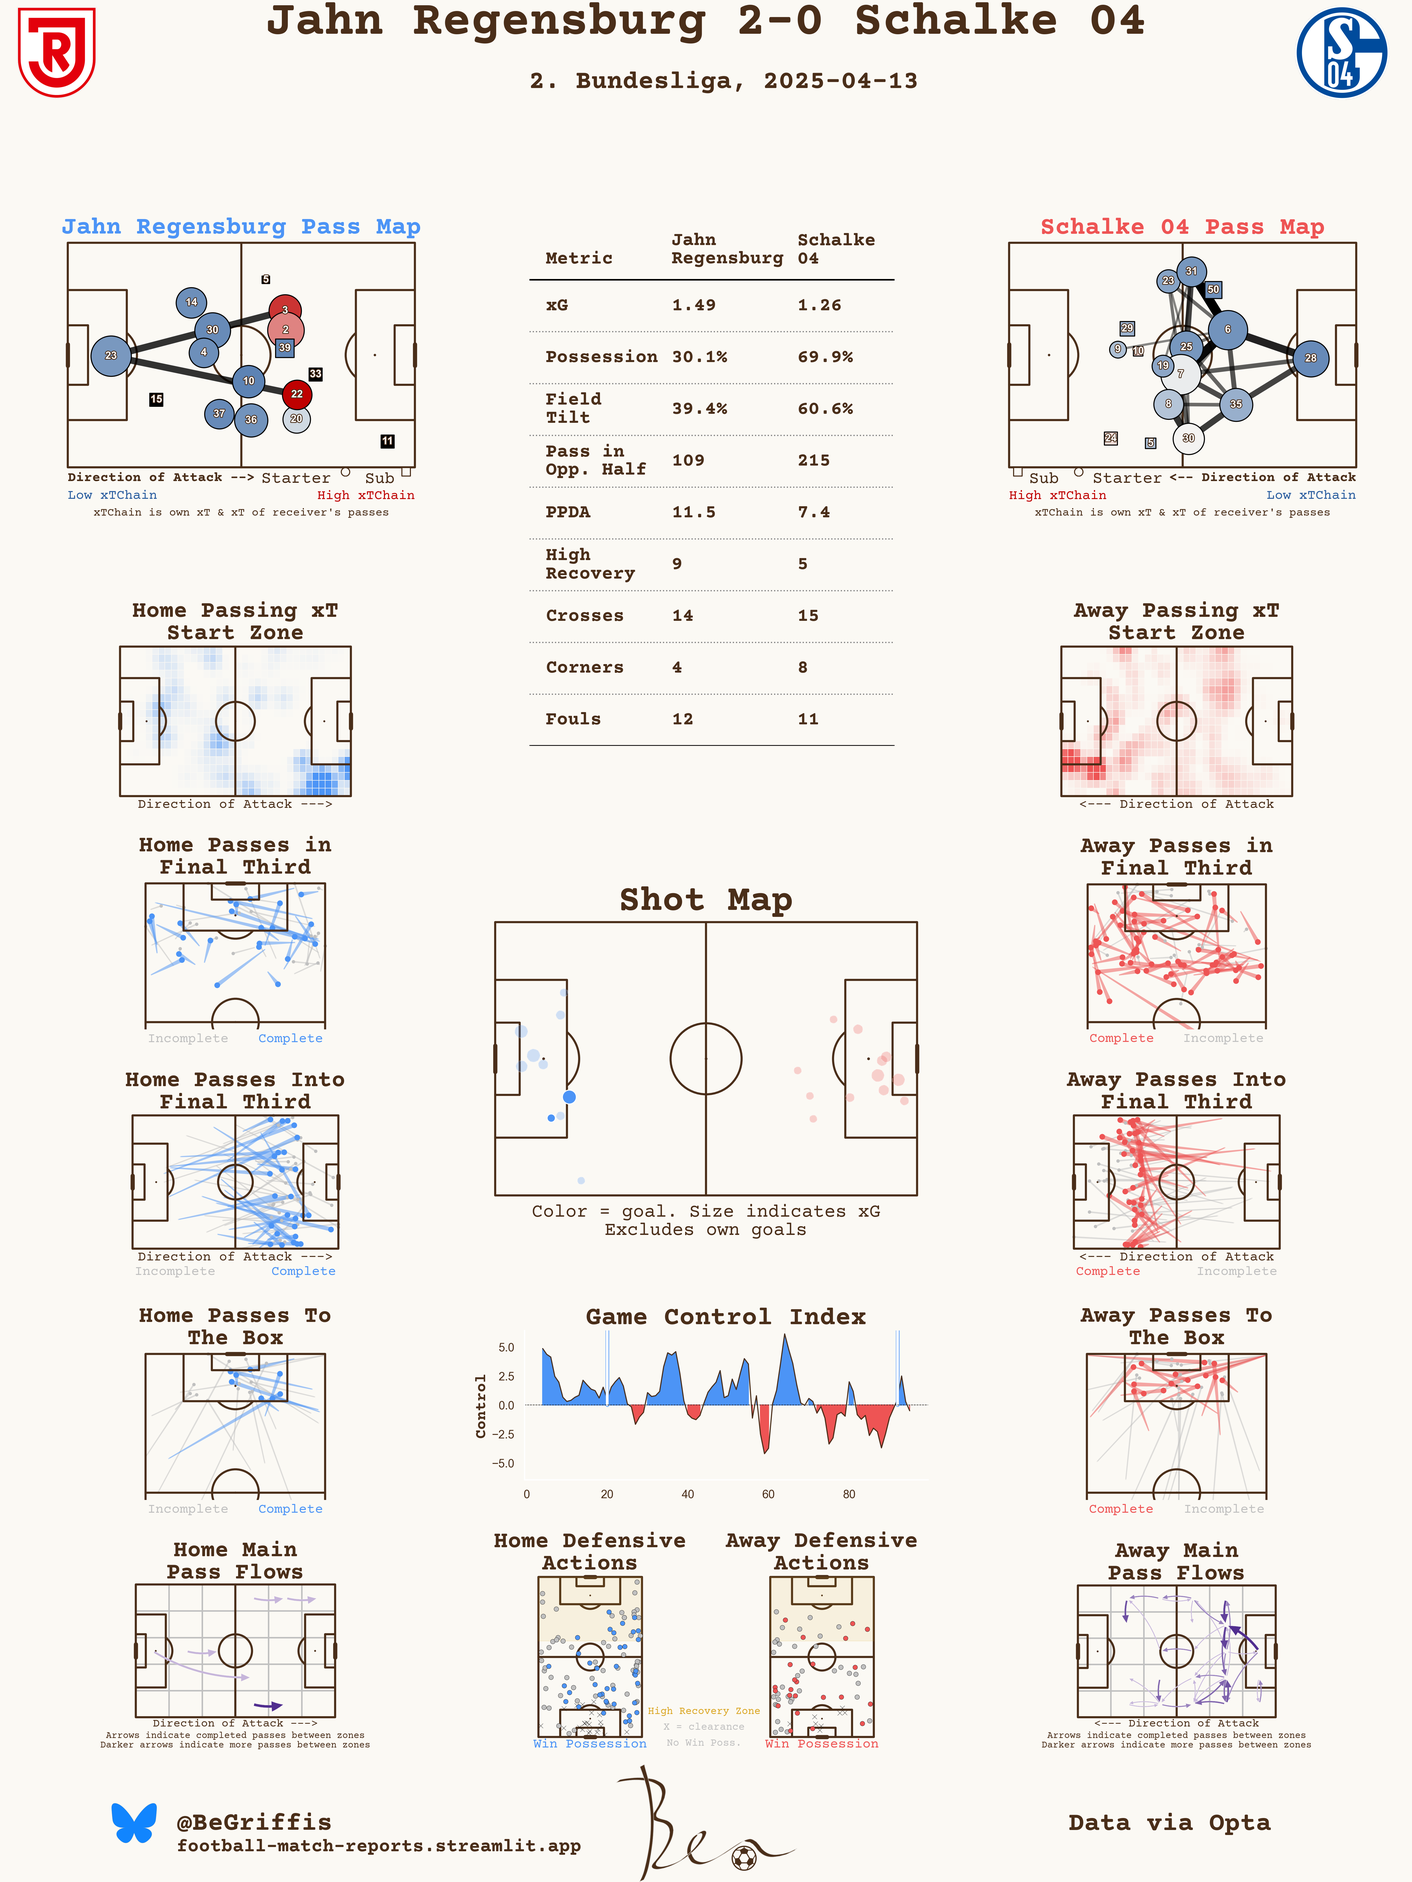 Jahn Regensburg 2-0 Schalke 04
2. Bundesliga, 2025-04-13
R
S
04
Jahn Regensburg Pass Map
5
14
3
30
2
39
4
23
33
10
15
22
37
36
20
11
Direction of Attack --> Starter Sub
Low xTChain High xTChain
xTChain is own xT & xT of receiver's passes
Metric Jahn Regensburg Schalke 04
xG 1.49 1.26
Possession 30.1% 69.9%
Field Tilt 39.4% 60.6%
Pass in Opp. Half 109 215
PPDA 11.5 7.4
High Recovery 9 5
Crosses 14 15
Corners 4 8
Fouls 12 11
Schalke 04 Pass Map
31
23
50
29
6
9
10
25
28
19
7
8
35
24
5
30
Sub Starter <-- Direction of Attack
High xTChain Low xTChain
xTChain is own xT & xT of receiver's passes
Home Passing xT
Start Zone
Direction of Attack --->
Away Passing xT
Start Zone
<--- Direction of Attack
Home Passes in
Final Third
Incomplete Complete
Away Passes in
Final Third
Complete Incomplete
Shot Map
Color = goal. Size indicates xG
Excludes own goals
Home Passes Into
Final Third
Direction of Attack --->
Incomplete Complete
Away Passes Into
Final Third
<--- Direction of Attack
Complete Incomplete
Home Passes To
The Box
Incomplete Complete
Game Control Index
Control
5.0
2.5
0.0
−2.5
−5.0
0 20 40 60 80
Away Passes To
The Box
Complete Incomplete
Home Main
Pass Flows
Direction of Attack --->
Arrows indicate completed passes between zones
Darker arrows indicate more passes between zones
Home Defensive
Actions
Win Possession
High Recovery Zone
X = clearance
No Win Poss.
Away Defensive
Actions
Win Possession
Away Main
Pass Flows
<--- Direction of Attack
Arrows indicate completed passes between zones
Darker arrows indicate more passes between zones
@BeGriffis
football-match-reports.streamlit.app
Ben
Data via Opta